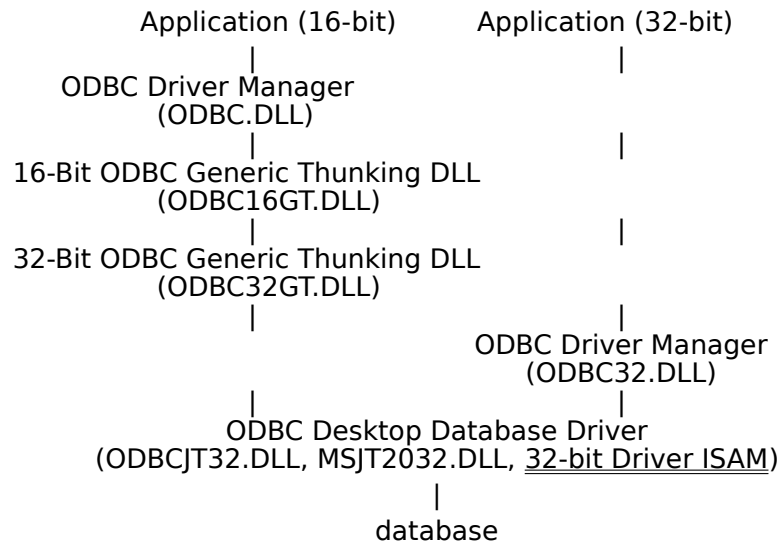 Application (16-bit) Application (32-bit)
| |
ODBC Driver Manager
(ODBC.DLL)
| |
16-Bit ODBC Generic Thunking DLL
(ODBC16GT.DLL)
| |
32-Bit ODBC Generic Thunking DLL
(ODBC32GT.DLL)
| |
ODBC Driver Manager
(ODBC32.DLL)
| |
ODBC Desktop Database Driver
(ODBCJT32.DLL, MSJT2032.DLL, 32-bit Driver ISAM)
|
database